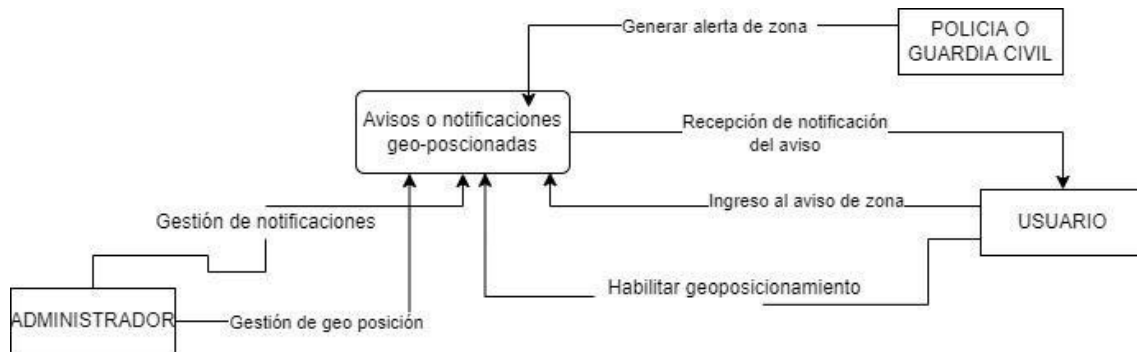 Generar alerta de zona
POLICIA O
GUARDIA CIVIL
Avisos o notificaciones
geo-poscionadas
Recepción de notificación
del aviso
Ingreso al aviso de zona
USUARIO
Gestión de notificaciones
Habilitar geoposicionamiento
ADMINISTRADOR
Gestión de geo posición